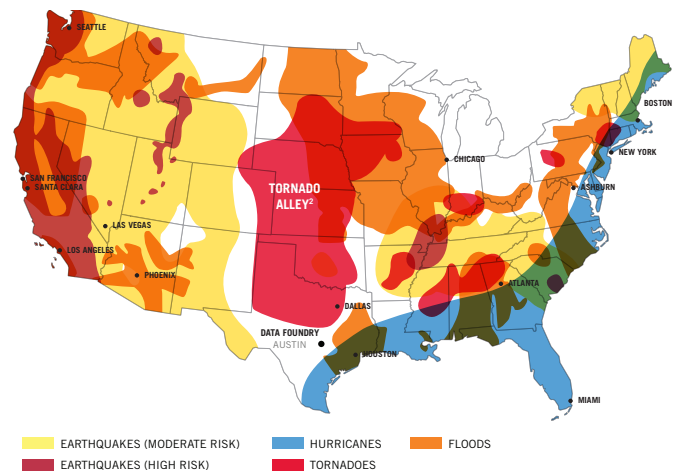 SEATTLE
BOSTON
CHICAGO
NEW YORK
SAN FRANCISCO
SANTA CLARA
TORNADO
ALLEY²
ASHBURN
LAS VEGAS
LOS ANGELES
PHOENIX
ATLANTA
DALLAS
DATA FOUNDRY
AUSTIN
HOUSTON
MIAMI
EARTHQUAKES (MODERATE RISK)
HURRICANES
FLOODS
EARTHQUAKES (HIGH RISK)
TORNADOES